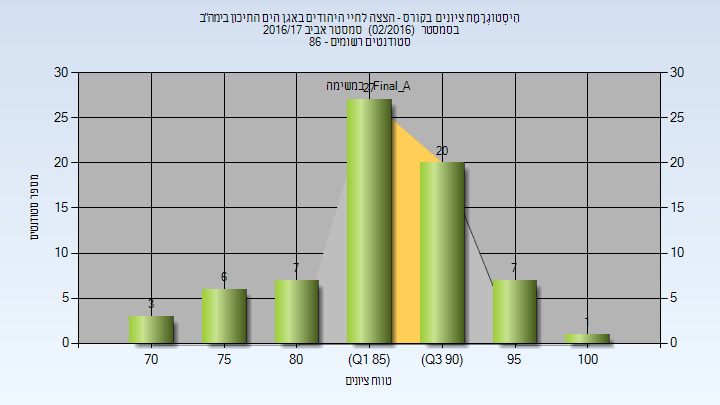 היסטוגרמת ציונים בקורס - הצצה לחיי היהודים באגן הים התיכון בימה"ב
בסמסטר (02/2016) סמסטר אביב 2016/17
סטודנטים רשומים - 86
במשימה Final_A
30 30
25 25
20 20
15 15
10 10
5 5
0 0
מספר סטודנטים
3 6 7 27 20 7 1
70 75 80 (Q1 85) (Q3 90) 95 100
טווח ציונים